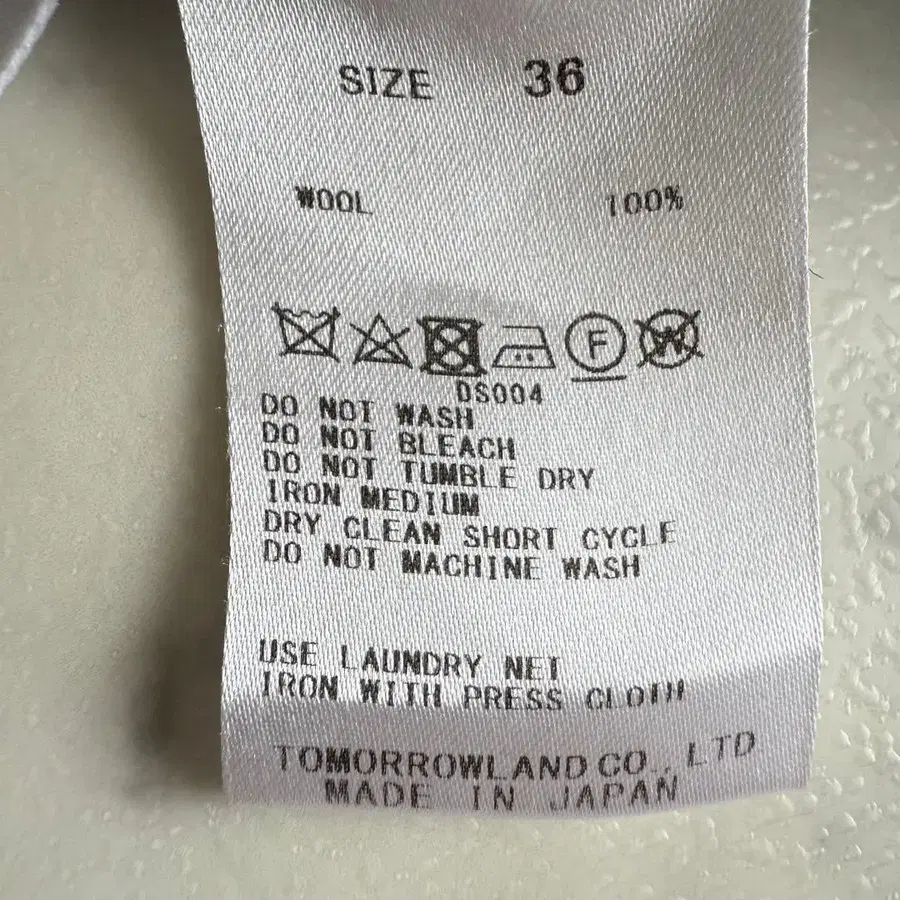 SIZE 36
WOOL 100%
F W
DS004
DO NOT WASH
DO NOT BLEACH
DO NOT TUMBLE DRY
IRON MEDIUM
DRY CLEAN SHORT CYCLE
DO NOT MACHINE WASH
USE LAUNDRY NET
IRON WITH PRESS CLOTH
TOMORROWLAND CO., LTD
MADE IN JAPAN